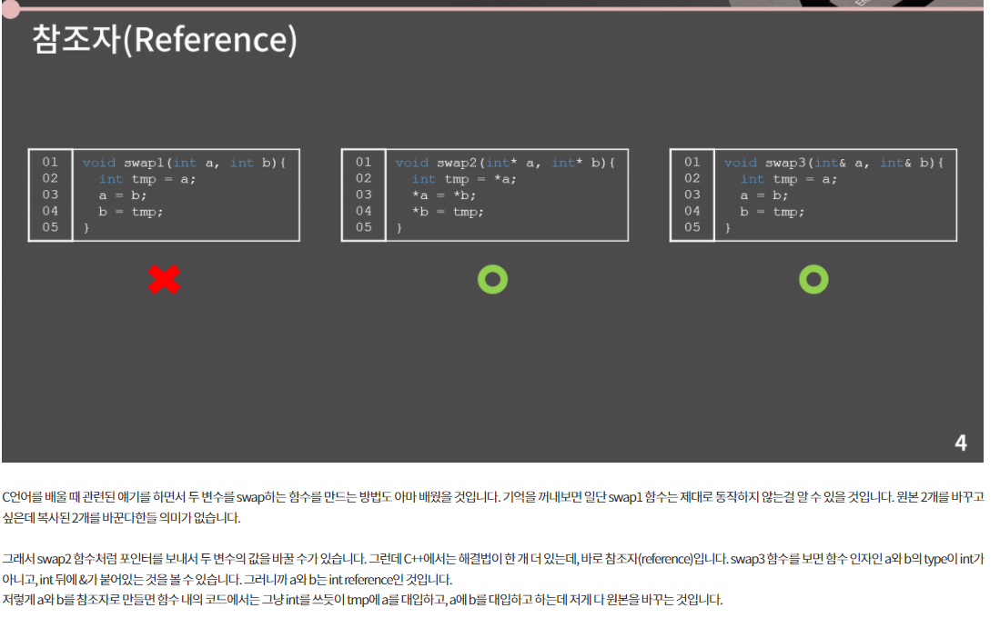 참조자(Reference)
01 void swap1(int a, int b){
02 int tmp = a;
03 a = b;
04 b = tmp;
05 }
01 void swap2(int* a, int* b){
02 int tmp = *a;
03 *a = *b;
04 *b = tmp;
05 }
01 void swap3(int& a, int& b){
02 int tmp = a;
03 a = b;
04 b = tmp;
05 }
4
C언어를 배울 때 관련된 얘기를 하면서 두 변수를 swap하는 함수를 만드는 방법도 아마 배웠을 것입니다. 기억을 꺼내보면 일단 swap1 함수는 제대로 동작하지 않는걸 알 수 있을 것입니다. 원본 2개를 바꾸고
싶은데 복사된 2개를 바꾼다한들 의미가 없습니다.
그래서 swap2 함수처럼 포인터를 보내서 두 변수의 값을 바꿀 수가 있습니다. 그런데 C++에서는 해결법이 한 개 더 있는데, 바로 참조자(reference)입니다. swap3 함수를 보면 함수 인자인 a와 b의 type이 int가
아니고, int 뒤에 &가 붙어있는 것을 볼 수 있습니다. 그러니까 a와 b는 int reference인 것입니다.
저렇게 a와 b를 참조자로 만들면 함수 내의 코드에서는 그냥 int를 쓰듯이 tmp에 a를 대입하고, a에 b를 대입하고 하는데 저게 다 원본을 바꾸는 것입니다.